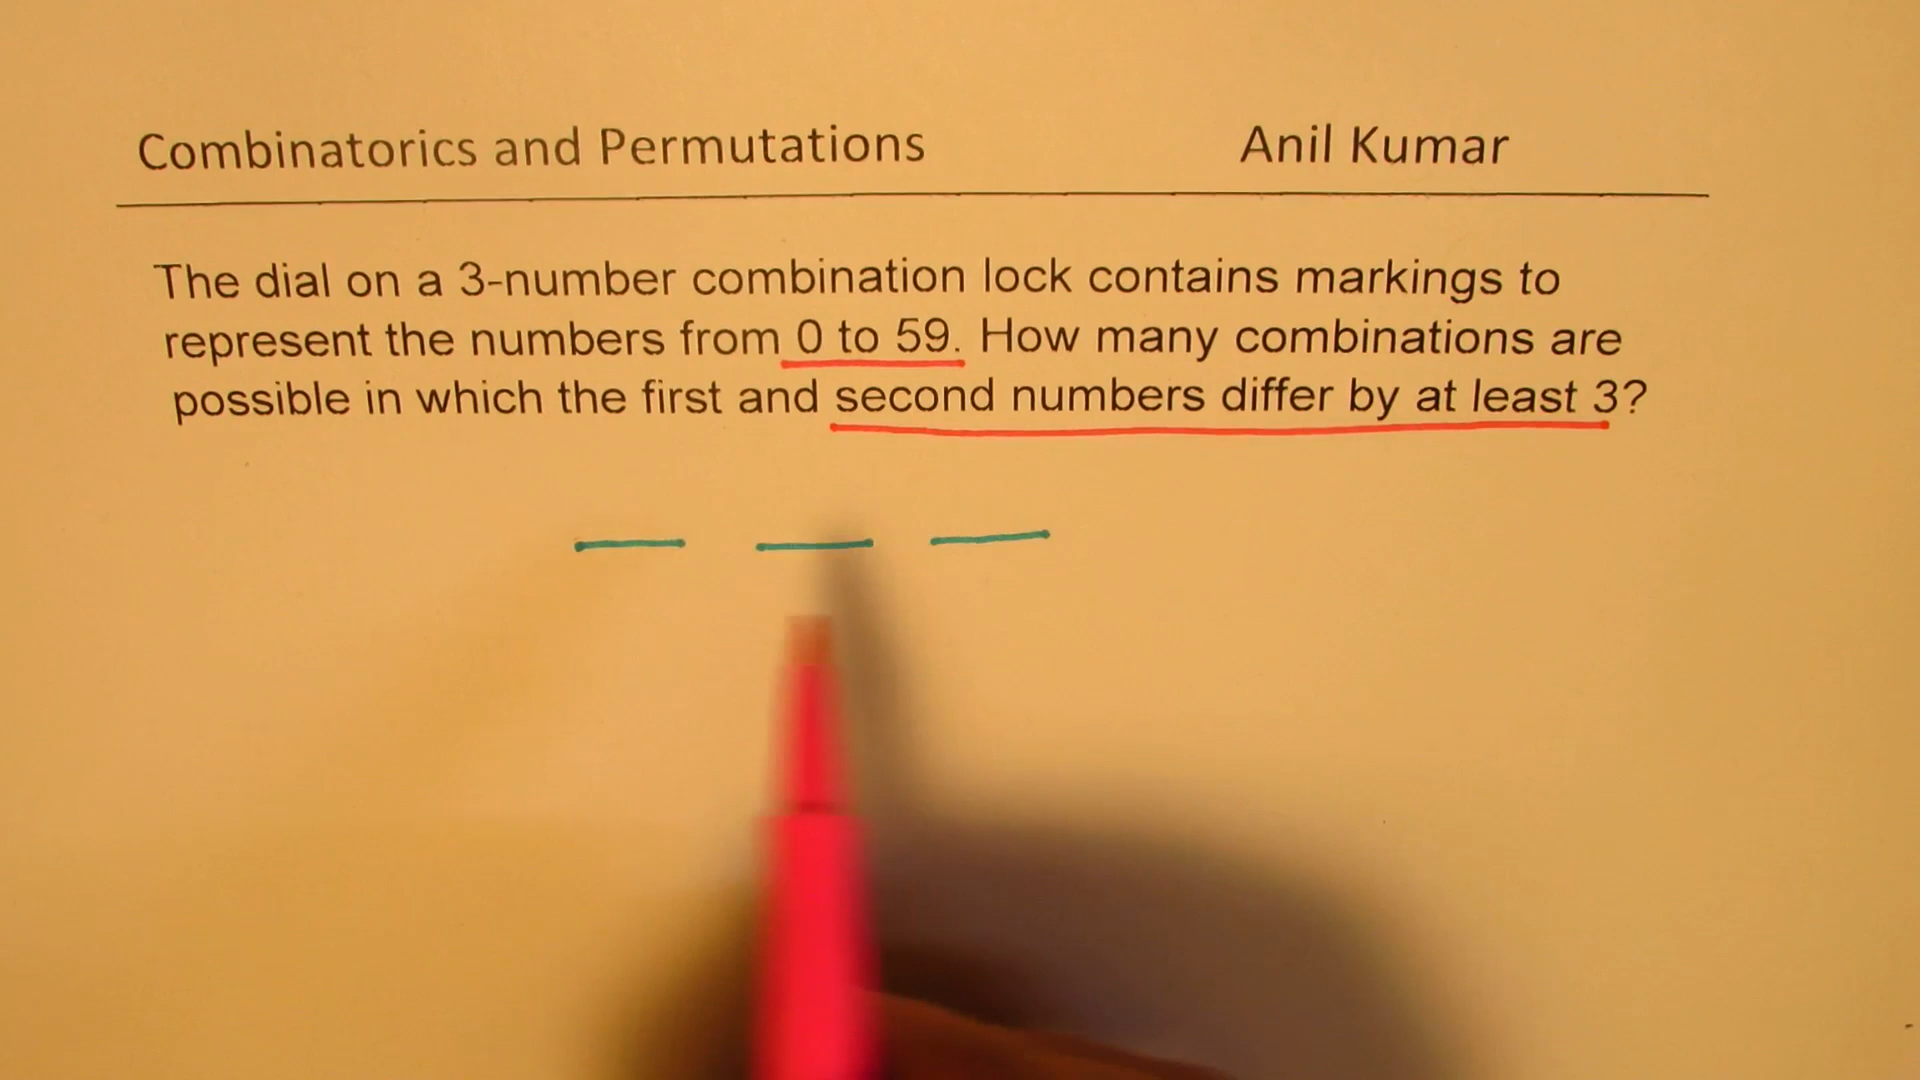 Combinatorics and Permutations Anil Kumar
The dial on a 3-number combination lock contains markings to
represent the numbers from 0 to 59. How many combinations are
possible in which the first and second numbers differ by at least 3?